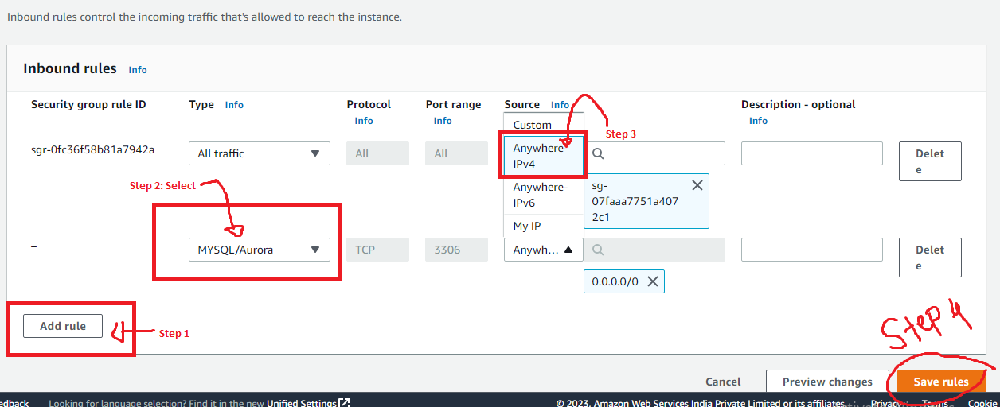 Inbound rules control the incoming traffic that's allowed to reach the instance.
Inbound rules Info
Security group rule ID
Type Info
Protocol
Info
Port range
Info
Source Info
Description - optional
Info
Custom
Step 3
sgr-0fc36f58b81a7942a
All traffic
All
All
Anywhere-
IPv4
Delet
e
Step 2: Select
Anywhere-
IPv6
sg-
07faaa7751a407
2c1
My IP
–
MYSQL/Aurora
TCP
3306
Anywh...
Delet
e
0.0.0.0/0
Add rule
Step 1
Step 4
Cancel
Preview changes
Save rules
edback
Looking for language selection? Find it in the new Unified Settings
© 2023, Amazon Web Services India Private Limited or its affiliates.
Privacy
Terms
Cookie